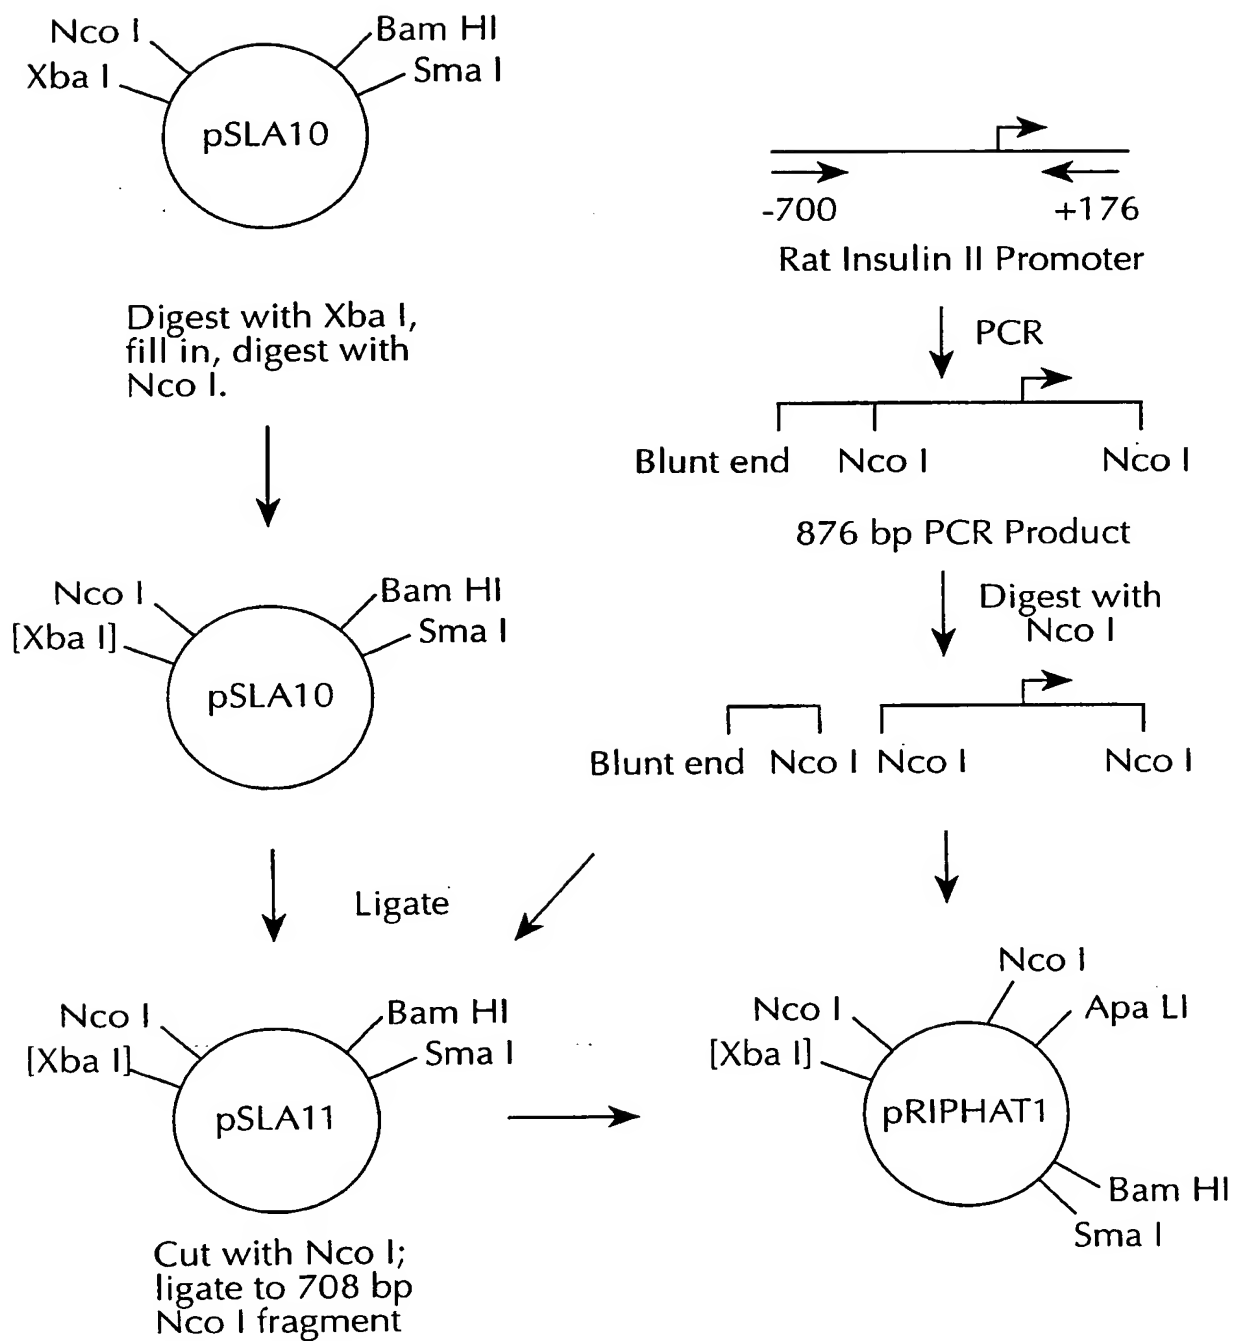 Nco I
Xba I
Bam HI
Sma I
pSLA10
Digest with Xba I,
fill in, digest with
Nco I.
Nco I
[Xba I]
Bam HI
Sma I
pSLA10
-700
+176
Rat Insulin II Promoter
PCR
Blunt end
Nco I
Nco I
876 bp PCR Product
Digest with
Nco I
Blunt end
Nco I
Nco I
Nco I
Ligate
Nco I
[Xba I]
Bam HI
Sma I
pSLA11
Cut with Nco I;
ligate to 708 bp
Nco I fragment
Nco I
Nco I
[Xba I]
Apa LI
pRIPHAT1
Bam HI
Sma I